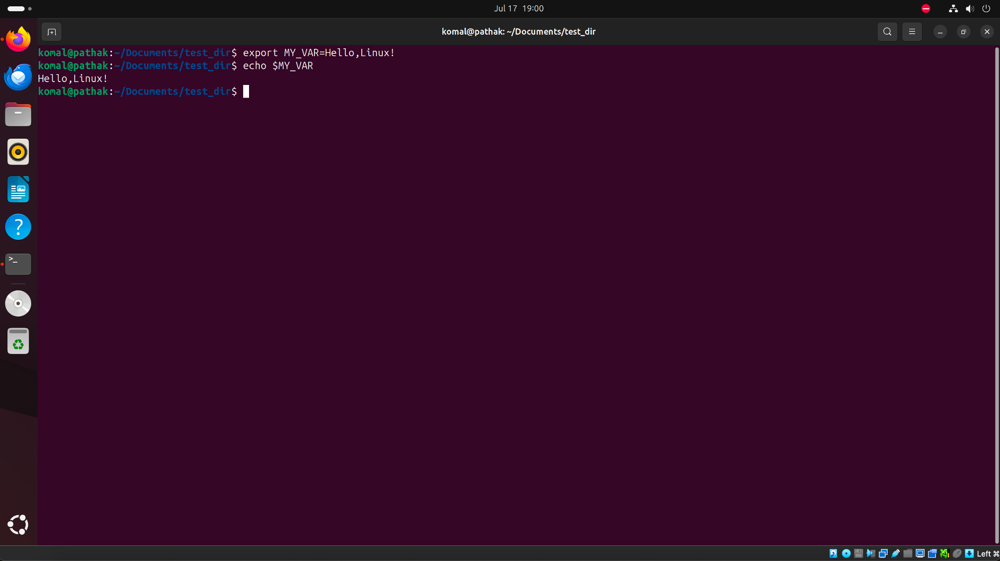 Jul 17 19:00
komal@pathak: ~/Documents/test_dir
komal@pathak:~/Documents/test_dir$ export MY_VAR=Hello,Linux!
komal@pathak:~/Documents/test_dir$ echo $MY_VAR
Hello,Linux!
komal@pathak:~/Documents/test_dir$
Left ⌘